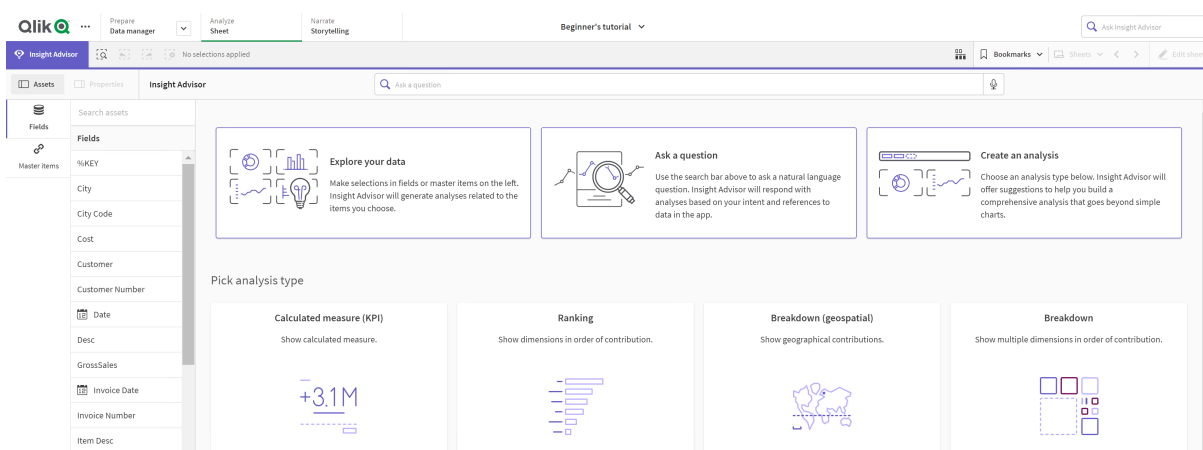 Qlik
Prepare
Data manager
Analyze
Sheet
Narrate
Storytelling
Beginner's tutorial
Ask Insight Advisor
Insight Advisor
No selections applied
Bookmarks
Sheets
Edit sheet
Assets
Properties
Insight Advisor
Ask a question
Fields
Master items
Search assets
Fields
%KEY
City
City Code
Cost
Customer
Customer Number
Date
Desc
GrossSales
Invoice Date
Invoice Number
Item Desc
Explore your data
Make selections in fields or master items on the left.
Insight Advisor will generate analyses related to the
items you choose.
Ask a question
Use the search bar above to ask a natural language
question. Insight Advisor will respond with
analyses based on your intent and references to
data in the app.
Create an analysis
Choose an analysis type below. Insight Advisor will
offer suggestions to help you build a
comprehensive analysis that goes beyond simple
charts.
Pick analysis type
Calculated measure (KPI)
Show calculated measure.
+3.1M
Ranking
Show dimensions in order of contribution.
Breakdown (geospatial)
Show geographical contributions.
Breakdown
Show multiple dimensions in order of contribution.